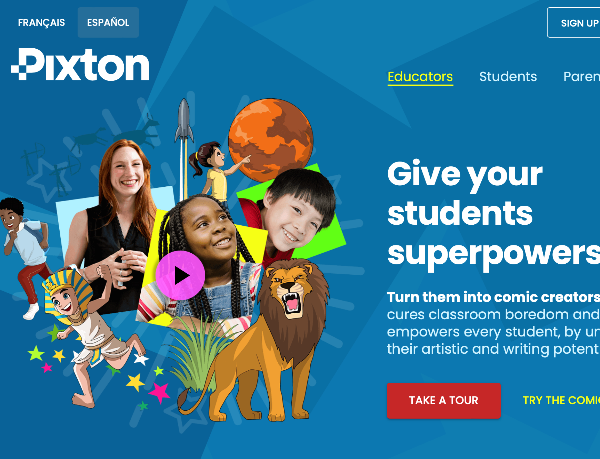 FRANÇAIS ESPAÑOL SIGN UP
Pixton
Educators Students Paren
Give your
students
superpowers
Turn them into comic creators
cures classroom boredom and
empowers every student, by un
their artistic and writing potent
TAKE A TOUR TRY THE COMIC